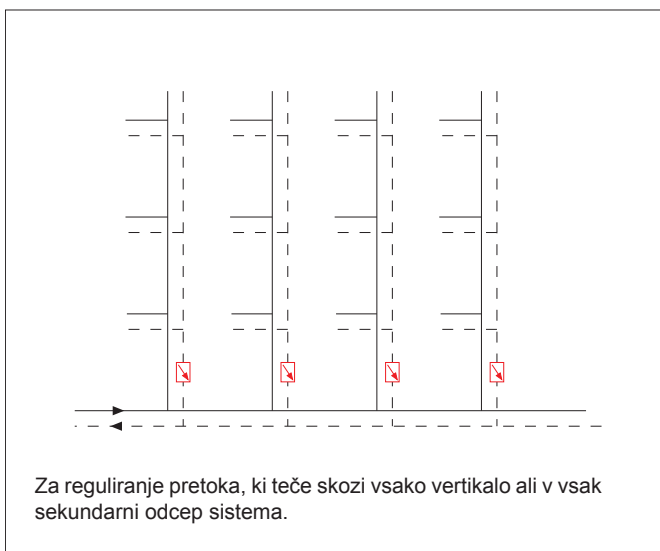 Za reguliranje pretoka, ki teče skozi vsako vertikalo ali v vsak
sekundarni odcep sistema.